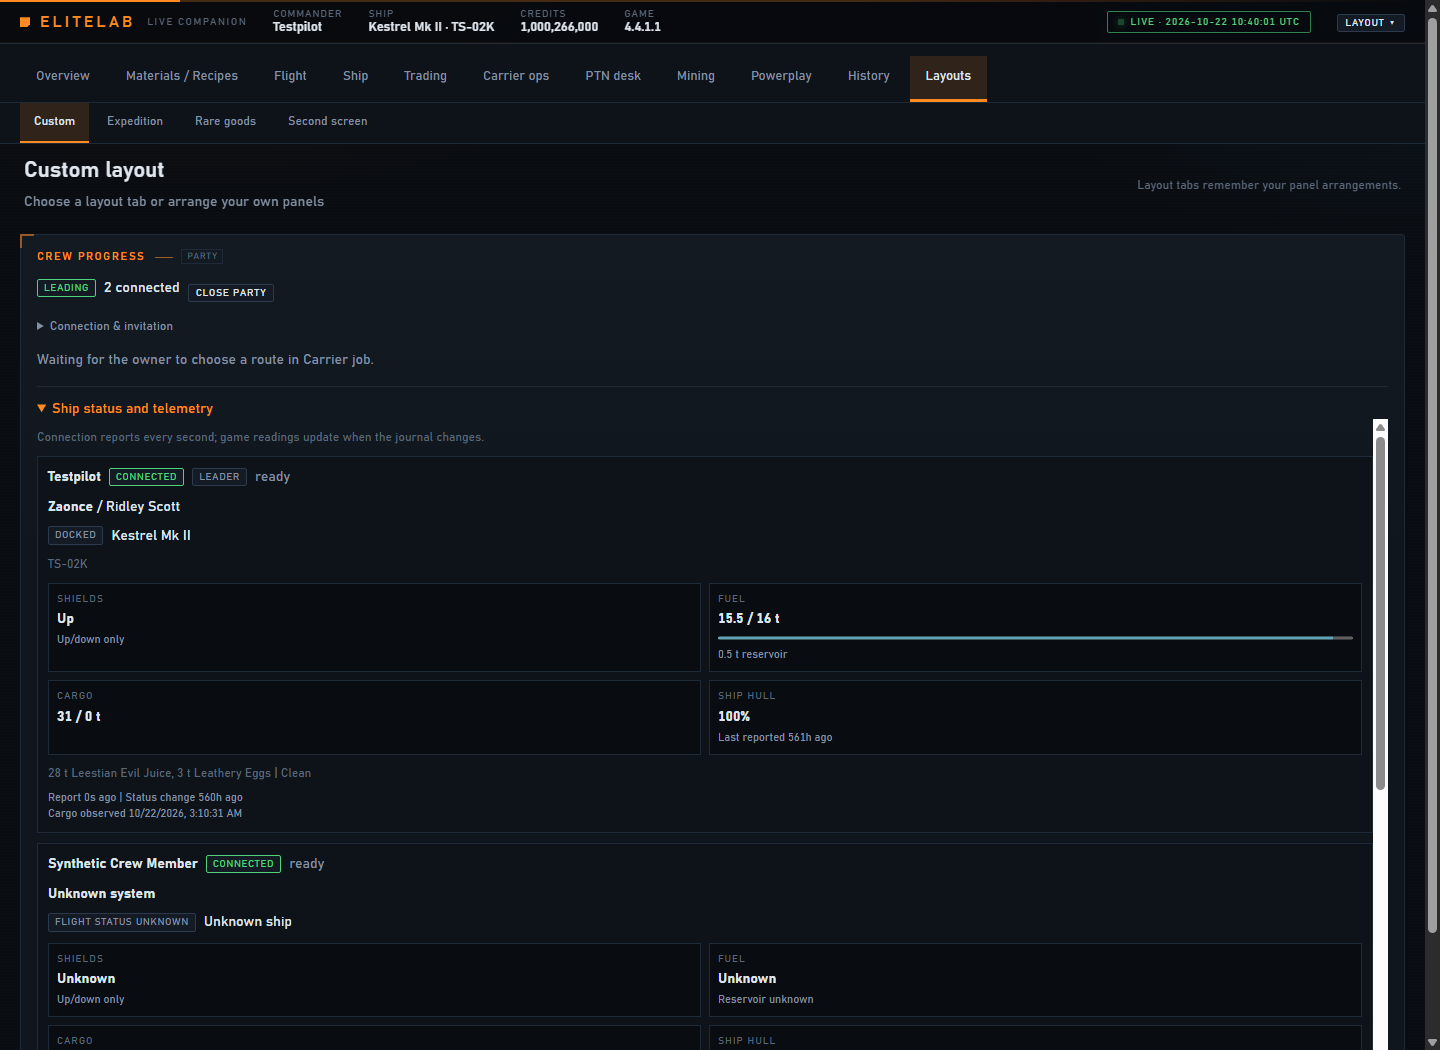 ELITELAB LIVE COMPANION
COMMANDER
Testpilot
SHIP
Kestrel Mk II · TS-02K
CREDITS
1,000,266,000
GAME
4.4.1.1
LIVE · 2026-10-22 10:40:01 UTC
LAYOUT ▾
Overview Materials / Recipes Flight Ship Trading Carrier ops PTN desk Mining Powerplay History Layouts
Custom Expedition Rare goods Second screen
Custom layout
Choose a layout tab or arrange your own panels
Layout tabs remember your panel arrangements.
CREW PROGRESS PARTY
LEADING 2 connected CLOSE PARTY
Connection & invitation
Waiting for the owner to choose a route in Carrier job.
Ship status and telemetry
Connection reports every second; game readings update when the journal changes.
Testpilot CONNECTED LEADER ready
Zaonce / Ridley Scott
DOCKED Kestrel Mk II
TS-02K
SHIELDS
Up
Up/down only
FUEL
15.5 / 16 t
0.5 t reservoir
CARGO
31 / 0 t
SHIP HULL
100%
Last reported 561h ago
28 t Leestian Evil Juice, 3 t Leathery Eggs | Clean
Report 0s ago | Status change 560h ago
Cargo observed 10/22/2026, 3:10:31 AM
Synthetic Crew Member CONNECTED ready
Unknown system
FLIGHT STATUS UNKNOWN Unknown ship
SHIELDS
Unknown
Up/down only
FUEL
Unknown
Reservoir unknown
CARGO
SHIP HULL